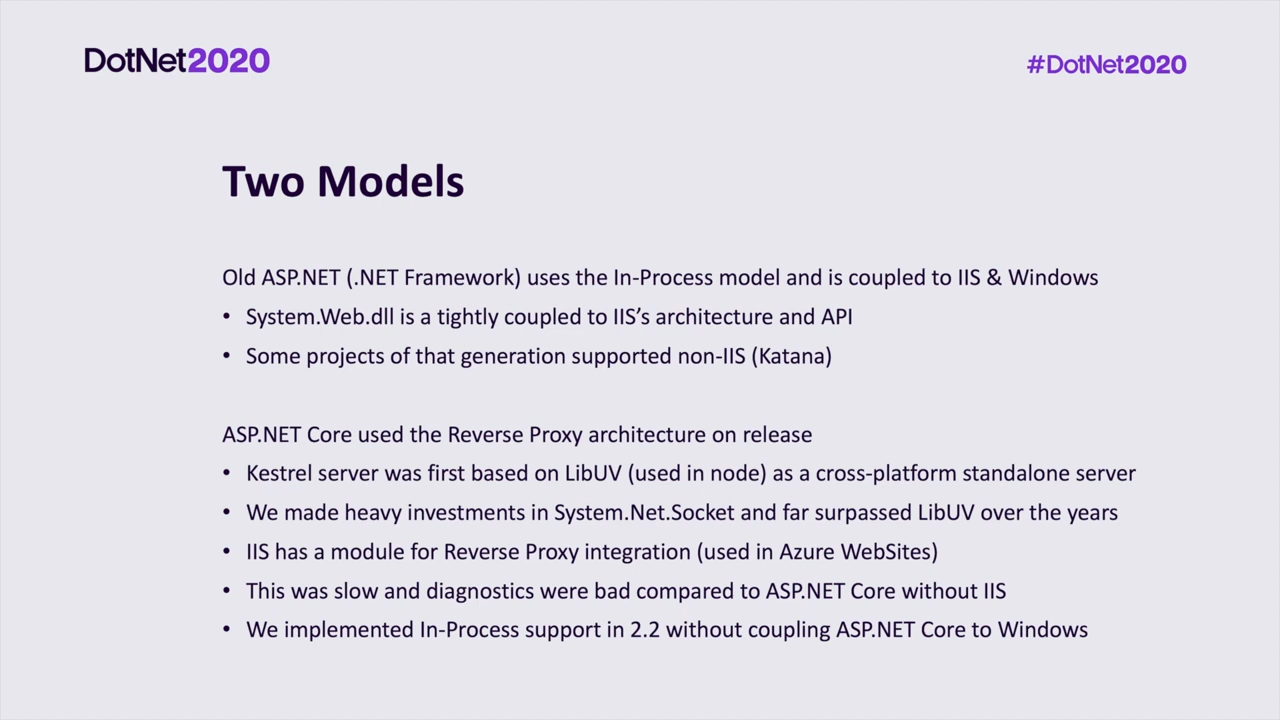 DotNet2020
#DotNet2020
Two Models
Old ASP.NET (.NET Framework) uses the In-Process model and is coupled to IIS & Windows
• System.Web.dll is a tightly coupled to IIS’s architecture and API
• Some projects of that generation supported non-IIS (Katana)
ASP.NET Core used the Reverse Proxy architecture on release
• Kestrel server was first based on LibUV (used in node) as a cross-platform standalone server
• We made heavy investments in System.Net.Socket and far surpassed LibUV over the years
• IIS has a module for Reverse Proxy integration (used in Azure WebSites)
• This was slow and diagnostics were bad compared to ASP.NET Core without IIS
• We implemented In-Process support in 2.2 without coupling ASP.NET Core to Windows